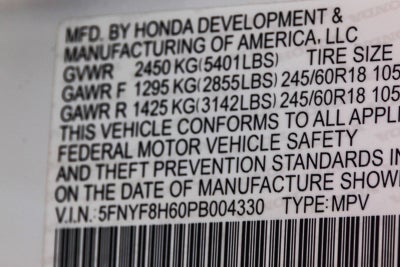 MFD. BY HONDA DEVELOPMENT &
MANUFACTURING OF AMERICA, LLC
GVWR 2450 KG(5401LBS) TIRE SIZE
GAWR F 1295 KG(2855LBS) 245/60R18 105
GAWR R 1425 KG(3142LBS) 245/60R18 105
THIS VEHICLE CONFORMS TO ALL APPL
FEDERAL MOTOR VEHICLE SAFETY
AND THEFT PREVENTION STANDARDS IN
ON THE DATE OF MANUFACTURE SHOW
V.I.N.: 5FNYF8H60PB004330 TYPE: MPV